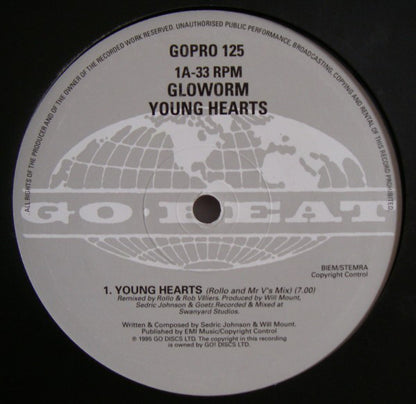 ALL RIGHTS OF THE PRODUCER AND OF THE OWNER OF THE RECORDED WORK RESERVED. UNAUTHORISED PUBLIC PERFORMANCE, BROADCASTING, COPYING AND RENTAL OF THIS RECORD PROHIBITED
GOPRO 125
1A-33 RPM
GLOWORM
YOUNG HEARTS
GO•BEAT
BIEM/STEMRA
Copyright Control
1. YOUNG HEARTS (Rollo and Mr V's Mix) (7.00)
Remixed by Rollo & Rob Villiers. Produced by Will Mount,
Sedric Johnson & Goetz.Recorded & Mixed at
Swanyard Studios.
Written & Composed by Sedric Johnson & Will Mount.
Published by EMI Music/Copyright Control
℗ 1995 GO! DISCS LTD. The copyright in this recording
is owned by GO! DISCS LTD.